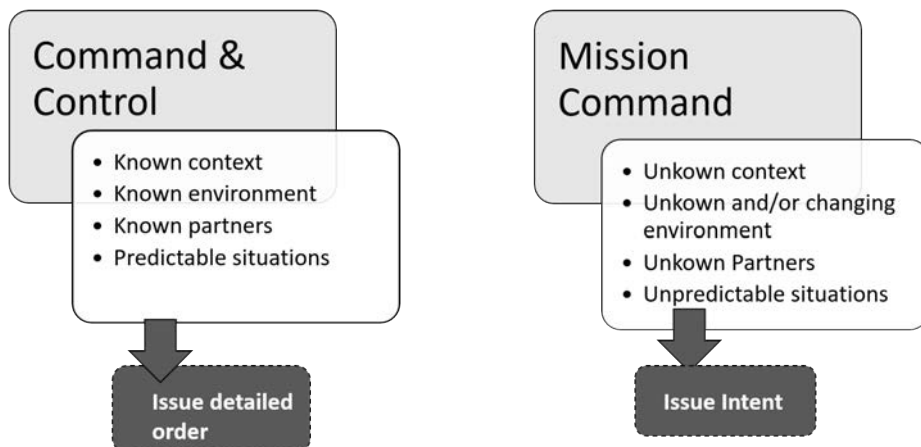 Command &
Control
• Known context
• Known environment
• Known partners
• Predictable situations
Issue detailed
order
Mission
Command
• Unkown context
• Unkown and/or changing
environment
• Unkown Partners
• Unpredictable situations
Issue Intent